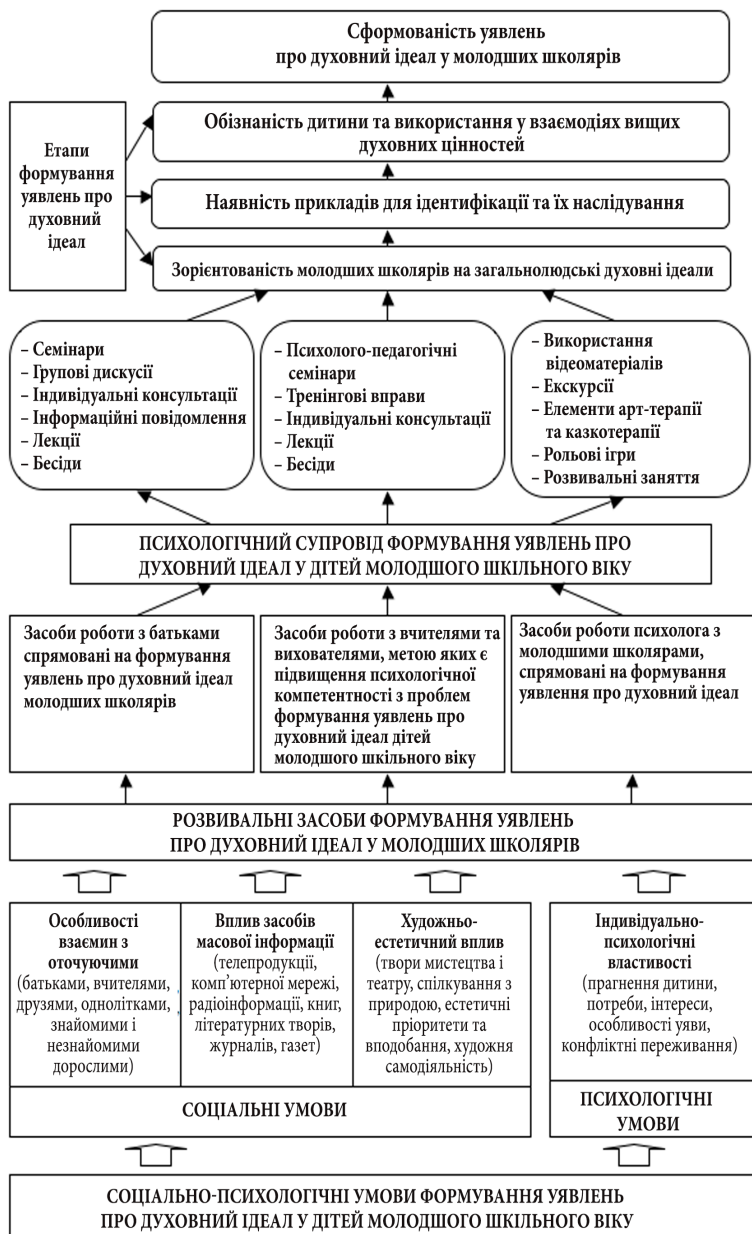 Сформованість уявлень
про духовний ідеал у молодших школярів
Етапи
формування
уявлень про
духовний
ідеал
Обізнаність дитини та використання у взаємодіях вищих
духовних цінностей
Наявність прикладів для ідентифікації та їх наслідування
Зорієнтованість молодших школярів на загальнолюдські духовні ідеали
– Семінари
– Групові дискусії
– Індивідуальні консультації
– Інформаційні повідомлення
– Лекції
– Бесіди
– Психолого-педагогічні
семінари
– Тренінгові вправи
– Індивідуальні консультації
– Лекції
– Бесіди
– Використання
відеоматеріалів
– Екскурсії
– Елементи арт-терапії
та казкотерапії
– Рольові ігри
– Розвивальні заняття
ПСИХОЛОГІЧНИЙ СУПРОВІД ФОРМУВАННЯ УЯВЛЕНЬ ПРО
ДУХОВНИЙ ІДЕАЛ У ДІТЕЙ МОЛОДШОГО ШКІЛЬНОГО ВІКУ
Засоби роботи з батьками
спрямовані на формування
уявлень про духовний ідеал
молодших школярів
Засоби роботи з вчителями та
вихователями, метою яких є
підвищення психологічної
компетентності з проблем
формування уявлень про
духовний ідеал дітей
молодшого шкільного віку
Засоби роботи психолога з
молодшими школярами,
спрямовані на формування
уявлення про духовний ідеал
РОЗВИВАЛЬНІ ЗАСОБИ ФОРМУВАННЯ УЯВЛЕНЬ
ПРО ДУХОВНИЙ ІДЕАЛ У МОЛОДШИХ ШКОЛЯРІВ
Особливості
взаємин з
оточуючими
(батьками, вчителями,
друзями, однолітками,
знайомими і
незнайомими
дорослими)
Вплив засобів
масової інформації
(телепродукції,
комп’ютерної мережі,
радіоінформації, книг,
літературних творів,
журналів, газет)
Художньо-
естетичний вплив
(твори мистецтва і
театру, спілкування з
природою, естетичні
пріоритети та
вподобання, художня
самодіяльність)
Індивідуально-
психологічні
властивості
(прагнення дитини,
потреби, інтереси,
особливості уяви,
конфліктні переживання)
СОЦІАЛЬНІ УМОВИ
ПСИХОЛОГІЧНІ
УМОВИ
СОЦІАЛЬНО-ПСИХОЛОГІЧНІ УМОВИ ФОРМУВАННЯ УЯВЛЕНЬ
ПРО ДУХОВНИЙ ІДЕАЛ У ДІТЕЙ МОЛОДШОГО ШКІЛЬНОГО ВІКУ